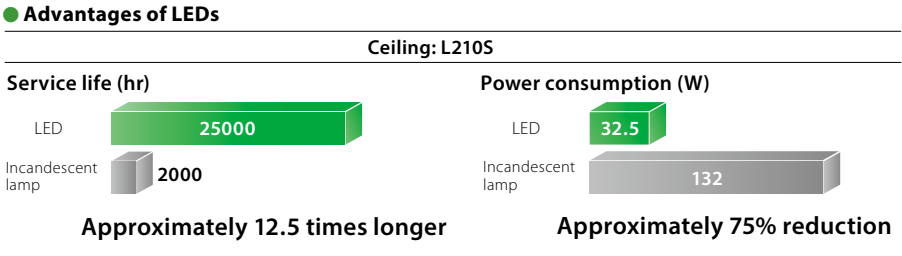 Advantages of LEDs
Ceiling: L210S
Service life (hr)
LED
25000
Incandescent
lamp
2000
Approximately 12.5 times longer
Power consumption (W)
LED
32.5
Incandescent
lamp
132
Approximately 75% reduction